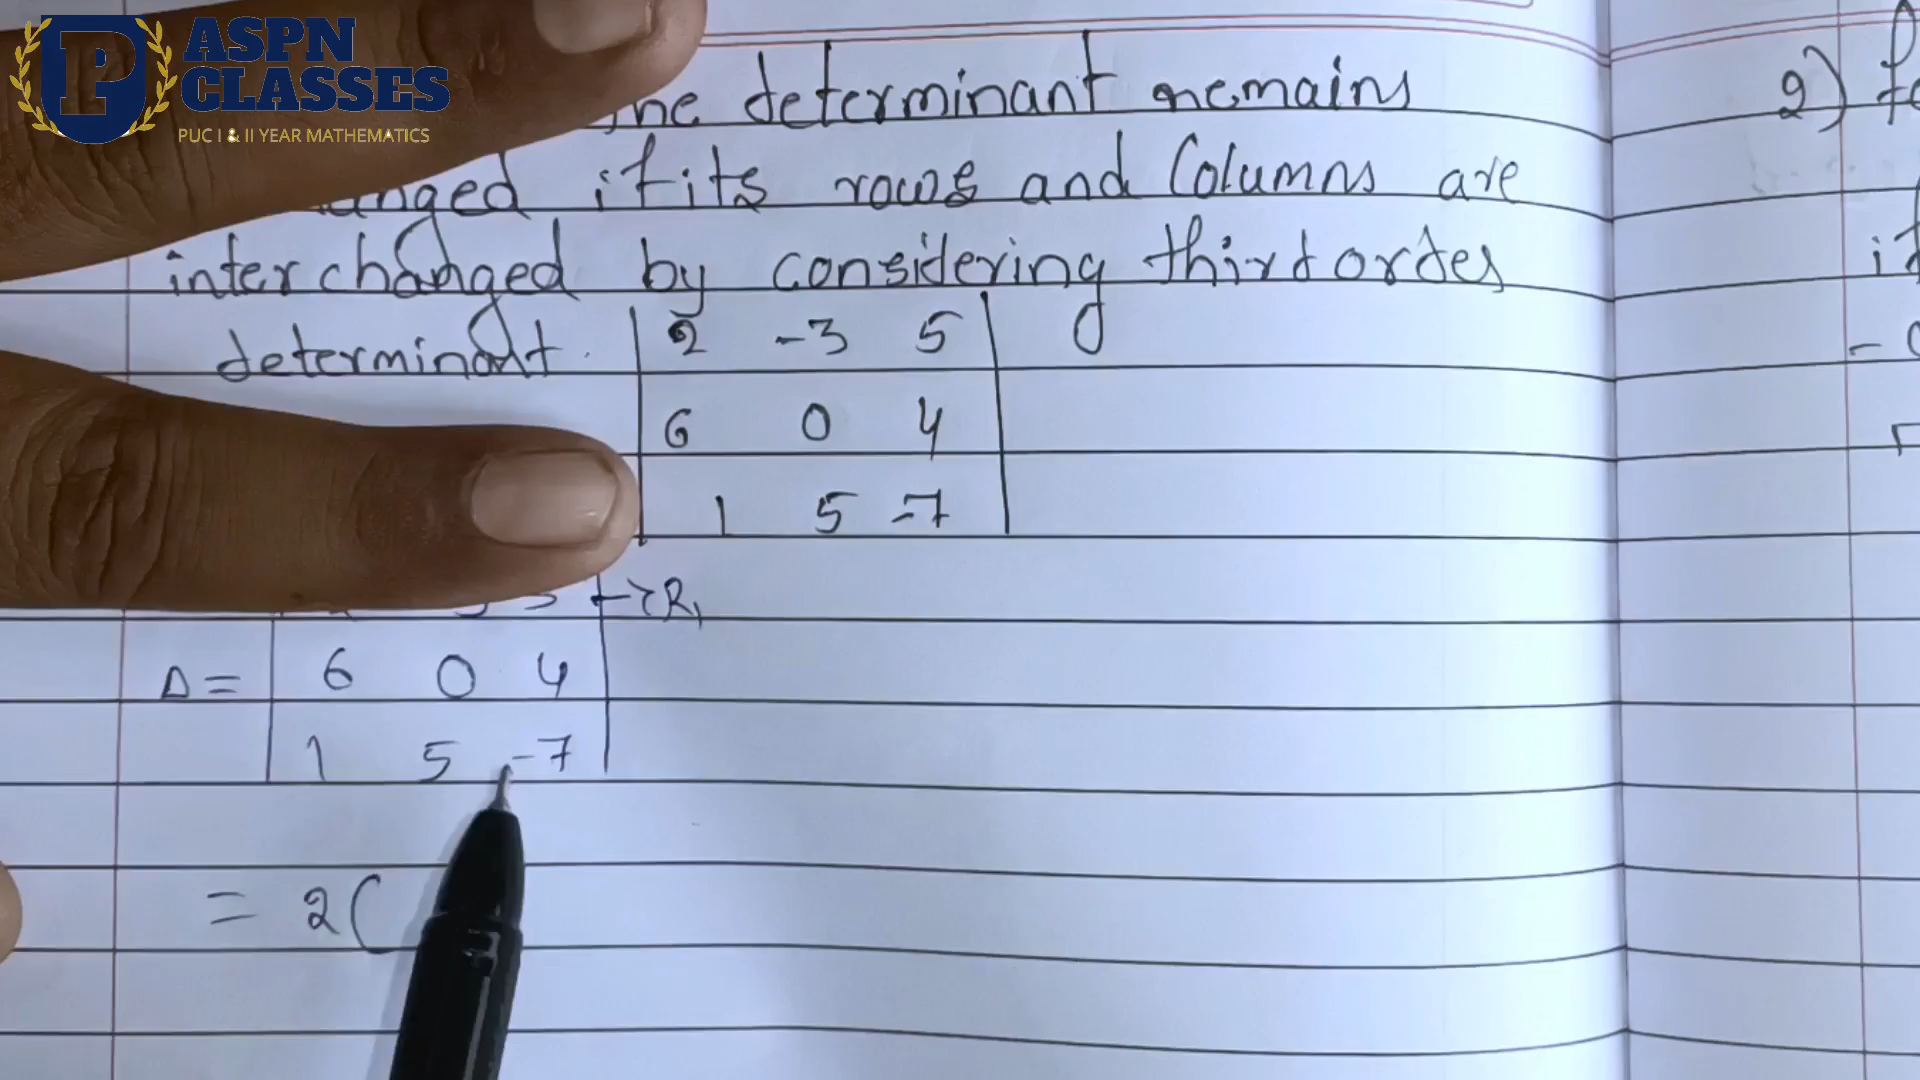 ASPN
CLASSES
PUC I & II YEAR MATHEMATICS
the determinant remains
if its rows and Columns are
interchanged by considering third order
determinant.
2 -3 5
6 0 4
1 5 -7
→ R₁
Δ = 6 0 4
1 5 -7
= 2(
2)